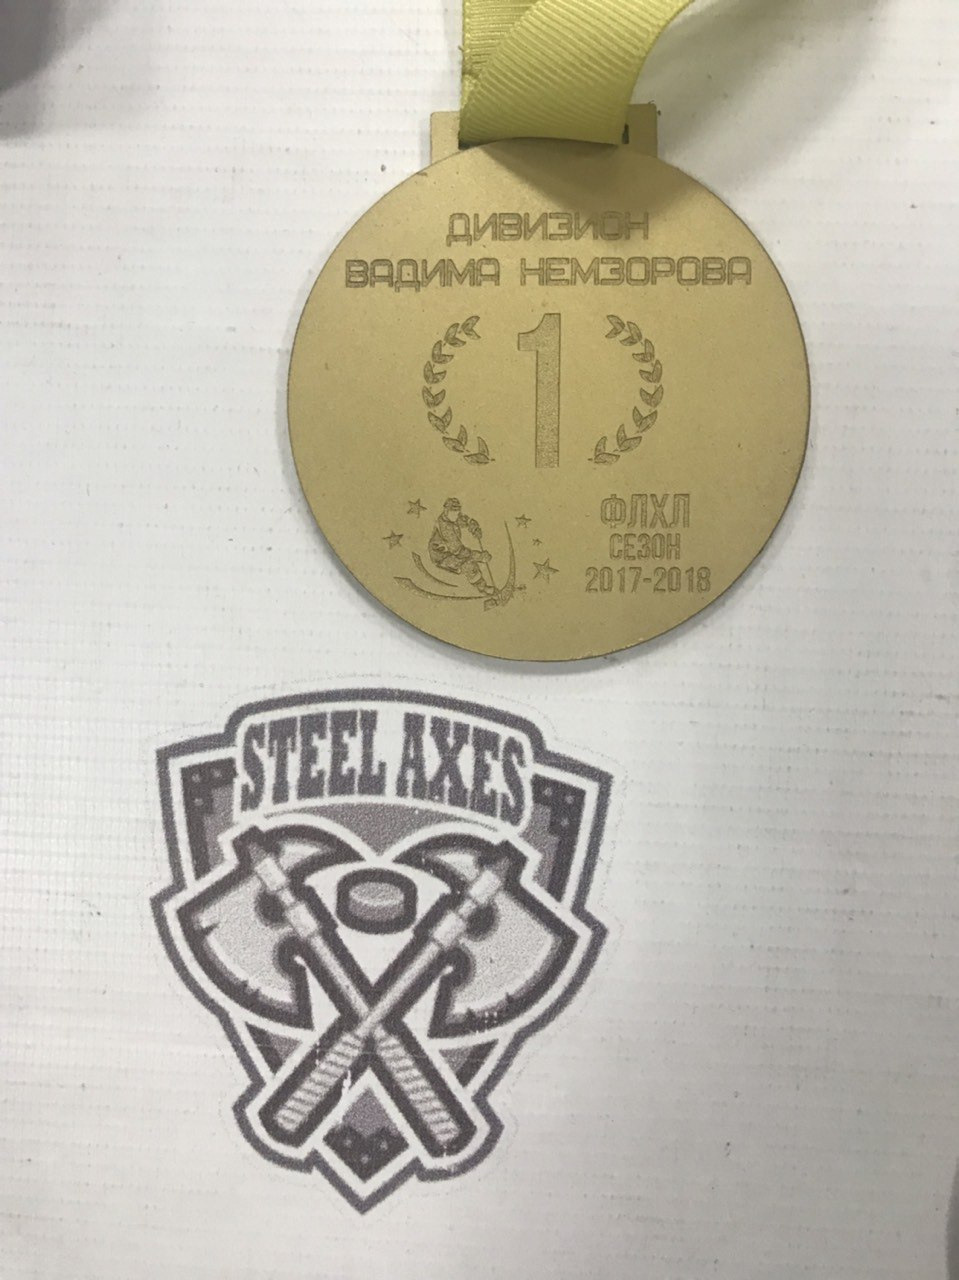 ДИВИЗИОН
ВАДИМА НЕМЗОРОВА
1
ФЛХЛ
СЕЗОН
2017-2018
STEEL AXES